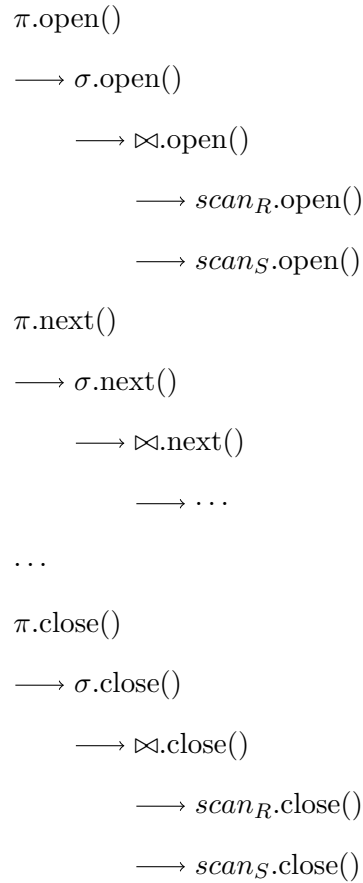 π.open()
⟶ σ.open()
⟶ ⋈.open()
⟶ scan_R.open()
⟶ scan_S.open()
π.next()
⟶ σ.next()
⟶ ⋈.next()
⟶ ⋯
...
π.close()
⟶ σ.close()
⟶ ⋈.close()
⟶ scan_R.close()
⟶ scan_S.close()